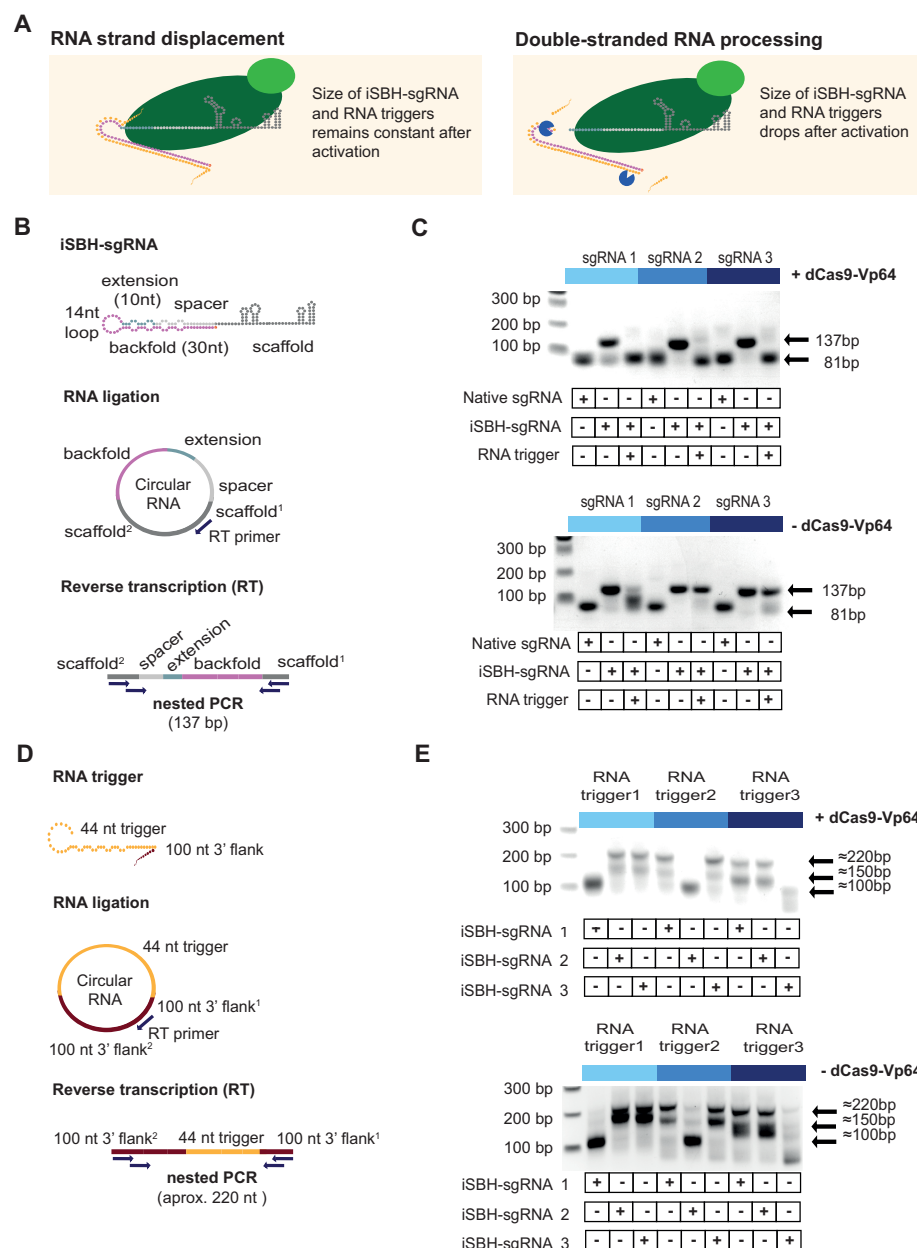 A
RNA strand displacement
Size of iSBH-sgRNA
and RNA triggers
remains constant after
activation
Double-stranded RNA processing
Size of iSBH-sgRNA
and RNA triggers
drops after activation
B
iSBH-sgRNA
extension
(10nt)
spacer
14nt
loop
backfold (30nt)
scaffold
RNA ligation
extension
backfold
Circular
RNA
spacer
scaffold¹
scaffold²
RT primer
Reverse transcription (RT)
scaffold²
spacer
extension
backfold
scaffold¹
nested PCR
(137 bp)
C
sgRNA 1 sgRNA 2 sgRNA 3
+ dCas9-Vp64
300 bp
200 bp
100 bp
137bp
81bp
Native sgRNA + - - + - - + - -
iSBH-sgRNA - + + - + + - + +
RNA trigger - - + - - + - - +
sgRNA 1 sgRNA 2 sgRNA 3
- dCas9-Vp64
300 bp
200 bp
100 bp
137bp
81bp
Native sgRNA + - - + - - + - -
iSBH-sgRNA - + + - + + - + +
RNA trigger - - + - - + - - +
D
RNA trigger
44 nt trigger
100 nt 3' flank
RNA ligation
44 nt trigger
Circular
RNA
100 nt 3' flank¹
RT primer
100 nt 3' flank²
Reverse transcription (RT)
100 nt 3' flank² 44 nt trigger 100 nt 3' flank¹
nested PCR
(aprox. 220 nt )
E
RNA RNA RNA
trigger1 trigger2 trigger3
+ dCas9-Vp64
300 bp
200 bp
100 bp
≈220bp
≈150bp
≈100bp
iSBH-sgRNA 1 + - - + - - + - -
iSBH-sgRNA 2 - + - - + - - + -
iSBH-sgRNA 3 - - + - - + - - +
RNA RNA RNA
trigger1 trigger2 trigger3
- dCas9-Vp64
300 bp
200 bp
100 bp
≈220bp
≈150bp
≈100bp
iSBH-sgRNA 1 + - - + - - + - -
iSBH-sgRNA 2 - + - - + - - + -
iSBH-sgRNA 3 - - + - - + - - +